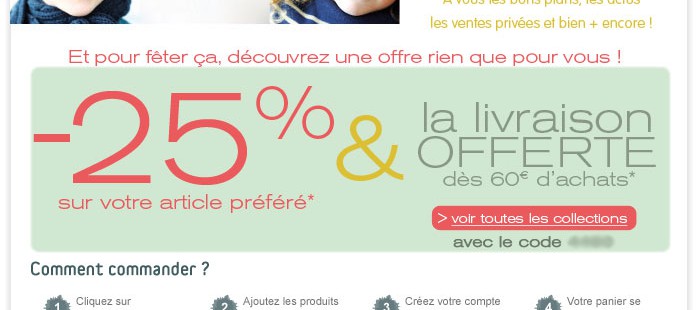 A vous les bons plans, les actus
les ventes privées et bien + encore !
Et pour fêter ça, découvrez une offre rien que pour vous !
-25% & la livraison
OFFERTE
dès 60€ d'achats*
sur votre article préféré*
> voir toutes les collections
avec le code
Comment commander ?
1 Cliquez sur 2 Ajoutez les produits 3 Créez votre compte 4 Votre panier se